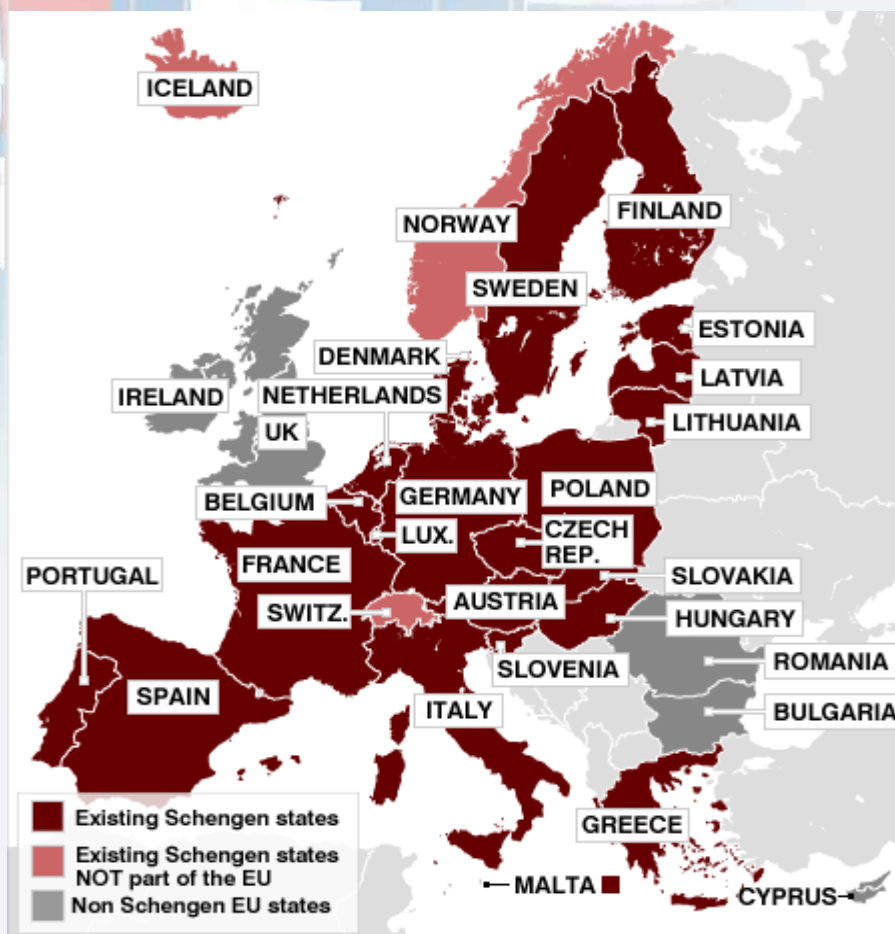 ICELAND
NORWAY
FINLAND
SWEDEN
ESTONIA
DENMARK
LATVIA
NETHERLANDS
IRELAND
LITHUANIA
UK
GERMANY
POLAND
BELGIUM
CZECH
REP.
LUX.
FRANCE
PORTUGAL
SLOVAKIA
AUSTRIA
SWITZ.
HUNGARY
SLOVENIA
ROMANIA
SPAIN
ITALY
BULGARIA
Existing Schengen states
GREECE
Existing Schengen states
NOT part of the EU
MALTA
CYPRUS
Non Schengen EU states